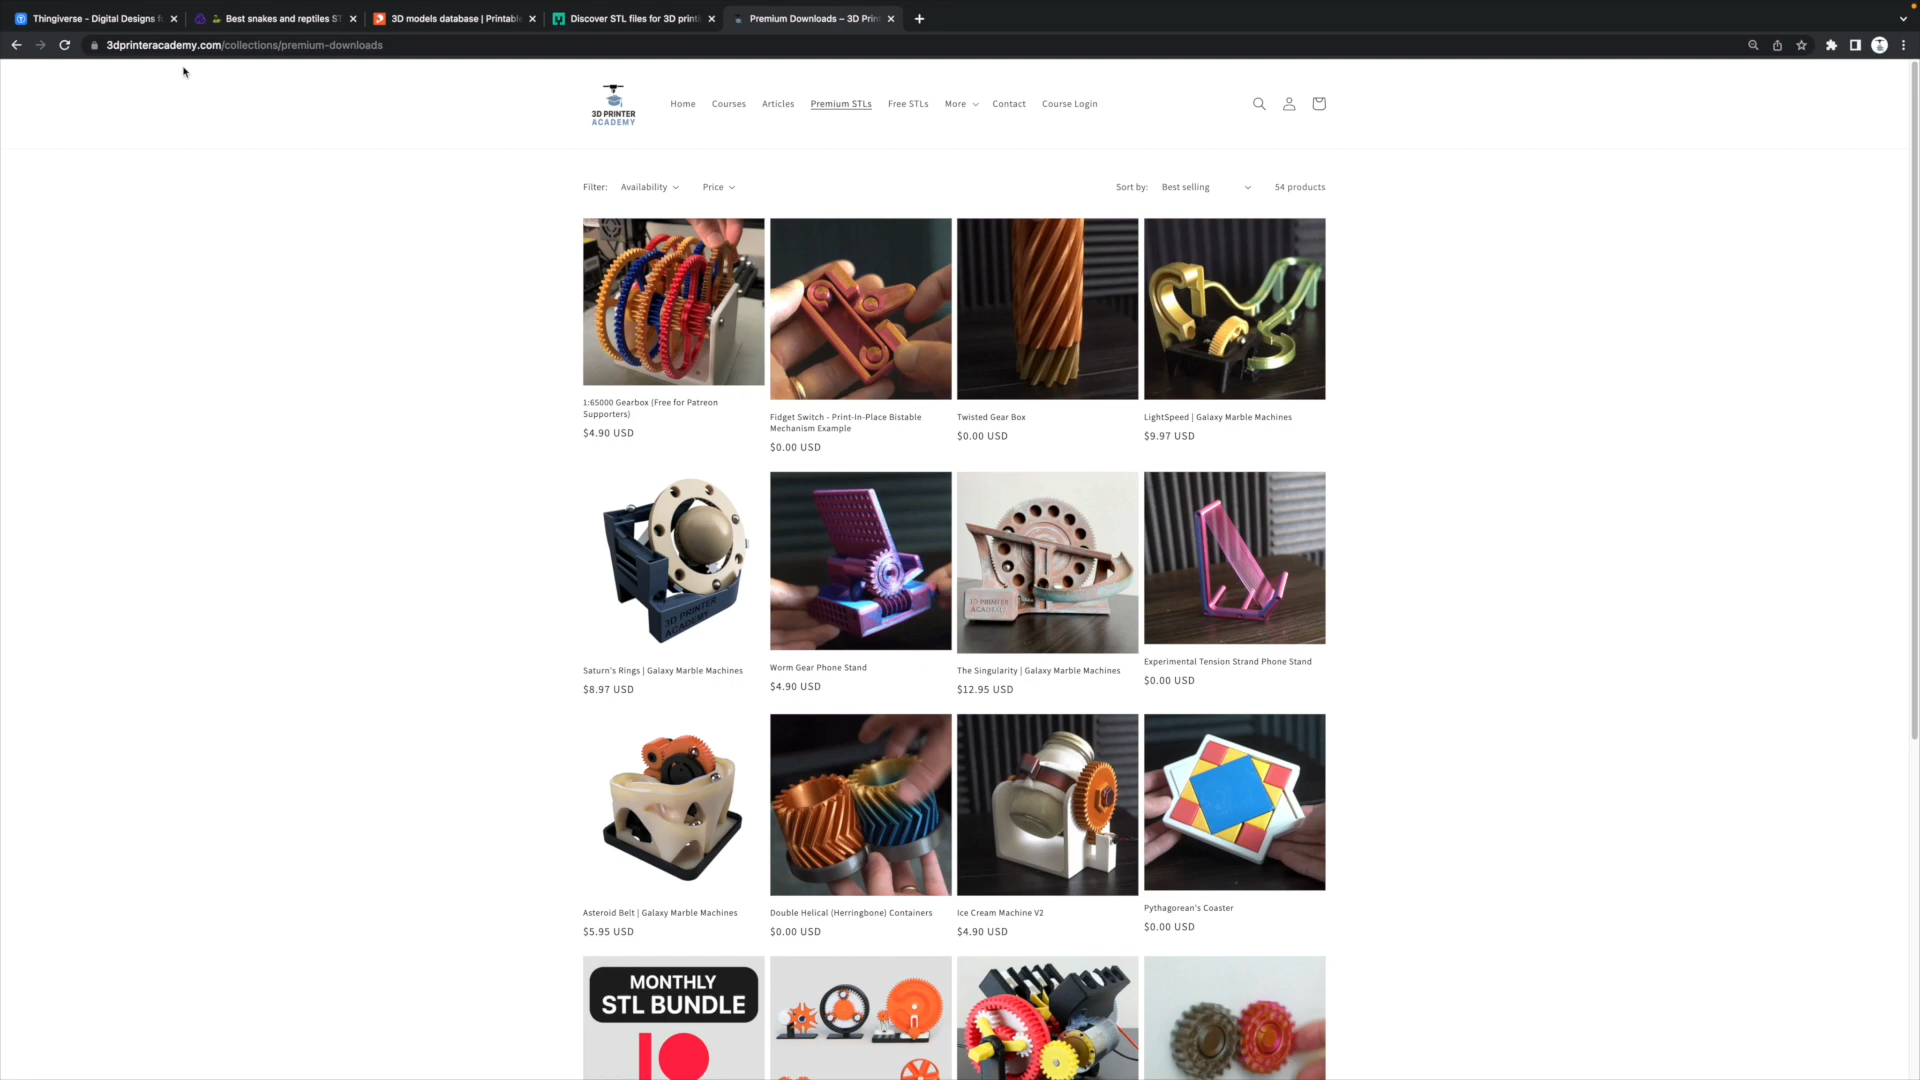 Thingiverse - Digital Designs f
Best snakes and reptiles ST
3D models database | Printable
Discover STL files for 3D printi
Premium Downloads – 3D Prin
3dprinteracademy.com/collections/premium-downloads
3D PRINTER
ACADEMY
Home
Courses
Articles
Premium STLs
Free STLs
More
Contact
Course Login
Filter:
Availability
Price
Sort by:
Best selling
54 products
1:65000 Gearbox (Free for Patreon
Supporters)
$4.90 USD
Fidget Switch - Print-In-Place Bistable
Mechanism Example
$0.00 USD
Twisted Gear Box
$0.00 USD
LightSpeed | Galaxy Marble Machines
$9.97 USD
3D PRINTER
ACADEMY
3D PRINTER
ACADEMY
Saturn's Rings | Galaxy Marble Machines
$8.97 USD
Worm Gear Phone Stand
$4.90 USD
The Singularity | Galaxy Marble Machines
$12.95 USD
Experimental Tension Strand Phone Stand
$0.00 USD
Asteroid Belt | Galaxy Marble Machines
$5.95 USD
Double Helical (Herringbone) Containers
$0.00 USD
Ice Cream Machine V2
$4.90 USD
Pythagorean's Coaster
$0.00 USD
MONTHLY
STL BUNDLE